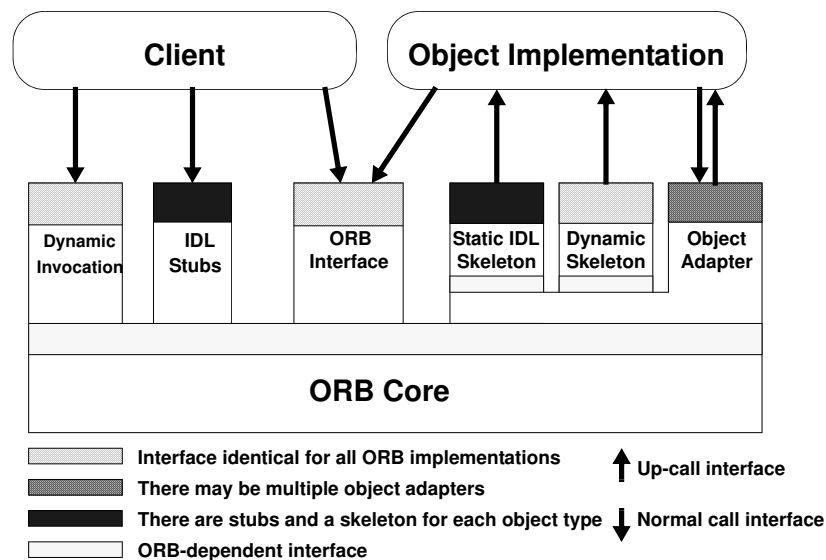 Client
Object Implementation
Dynamic
Invocation
IDL
Stubs
ORB
Interface
Static IDL
Skeleton
Dynamic
Skeleton
Object
Adapter
ORB Core
Interface identical for all ORB implementations
There may be multiple object adapters
There are stubs and a skeleton for each object type
ORB-dependent interface
Up-call interface
Normal call interface